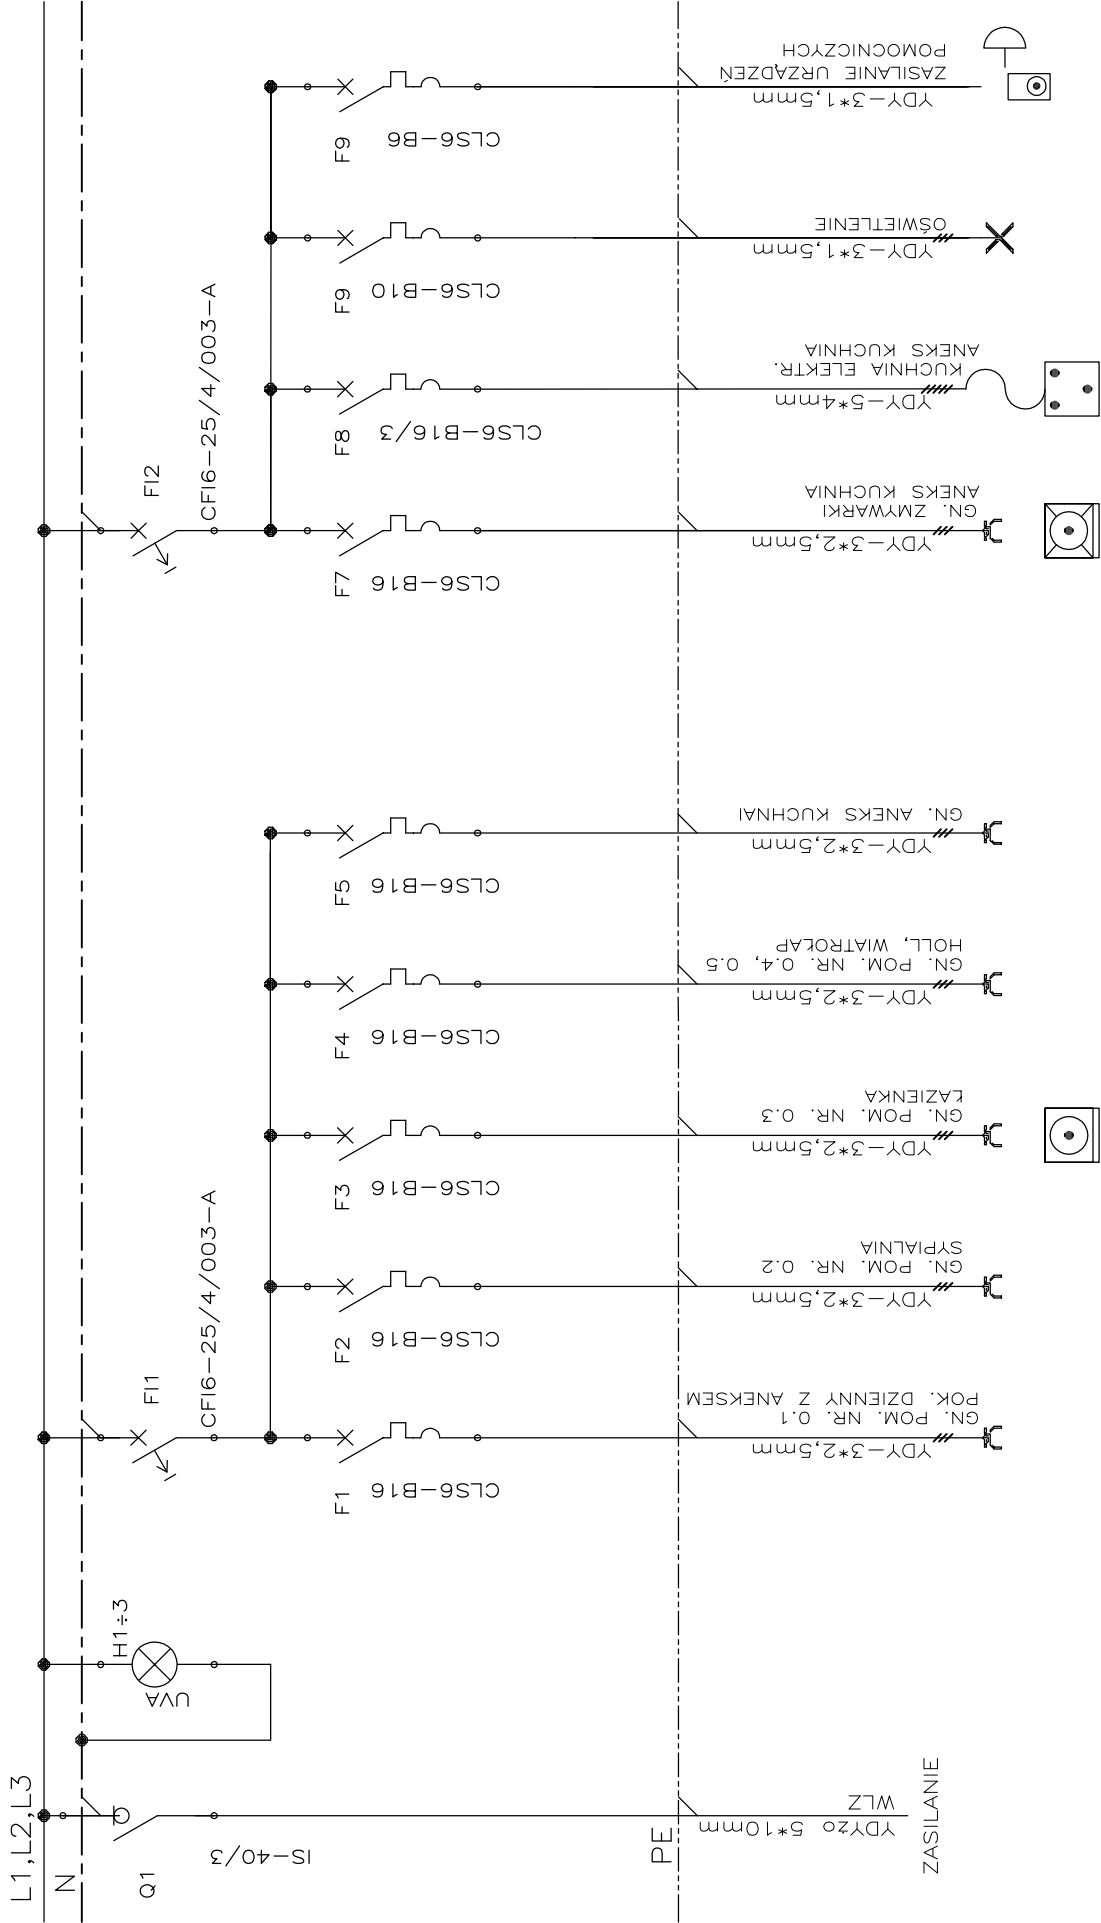 L1,L2,L3
N
PE
Q1
IS-40/3
YDYżo 5*10mm
WLZ
ZASILANIE
H1÷3
UVA
FI1
CFI6-25/4/003-A
F1
CLS6-B16
YDY-3*2,5mm
GN. POM. NR. 0.1
POK. DZIENNY Z ANEKSEM
F2
CLS6-B16
YDY-3*2,5mm
GN. POM. NR. 0.2
SYPIALNIA
F3
CLS6-B16
YDY-3*2,5mm
GN. POM. NR. 0.3
ŁAZIENKA
F4
CLS6-B16
YDY-3*2,5mm
GN. POM. NR. 0.4, 0.5
HOLL, WIATROŁAP
F5
CLS6-B16
YDY-3*2,5mm
GN. ANEKS KUCHNAI
FI2
CFI6-25/4/003-A
F7
CLS6-B16
YDY-3*2,5mm
GN. ZMYWARKI
ANEKS KUCHNIA
F8
CLS6-B16/3
YDY-5*4mm
KUCHNIA ELEKTR.
ANEKS KUCHNIA
F9
CLS6-B10
YDY-3*1,5mm
OŚWIETLENIE
F9
CLS6-B6
YDY-3*1,5mm
ZASILANIE URZĄDZEŃ
POMOCNICZYCH